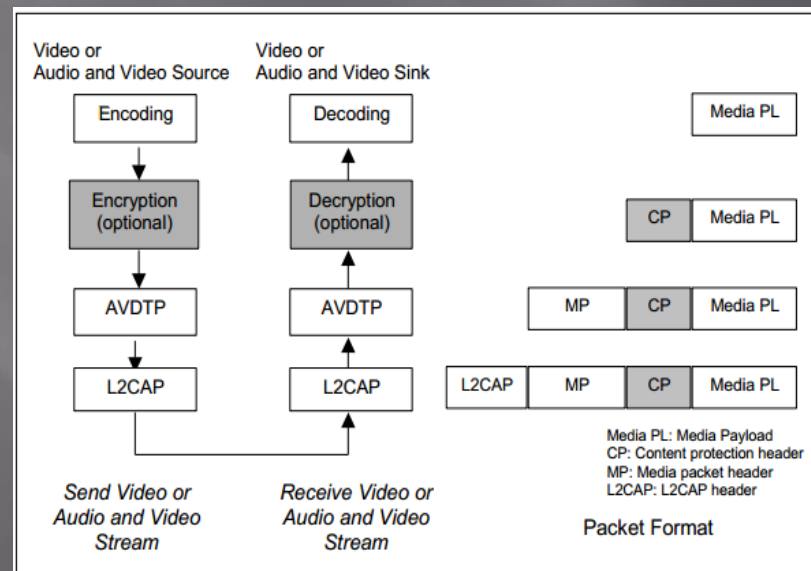 Video or
Audio and Video Source
Encoding
Encryption
(optional)
AVDTP
L2CAP
Send Video or
Audio and Video
Stream
Video or
Audio and Video Sink
Decoding
Decryption
(optional)
AVDTP
L2CAP
Receive Video or
Audio and Video
Stream
Media PL
CP Media PL
MP CP Media PL
L2CAP MP CP Media PL
Media PL: Media Payload
CP: Content protection header
MP: Media packet header
L2CAP: L2CAP header
Packet Format